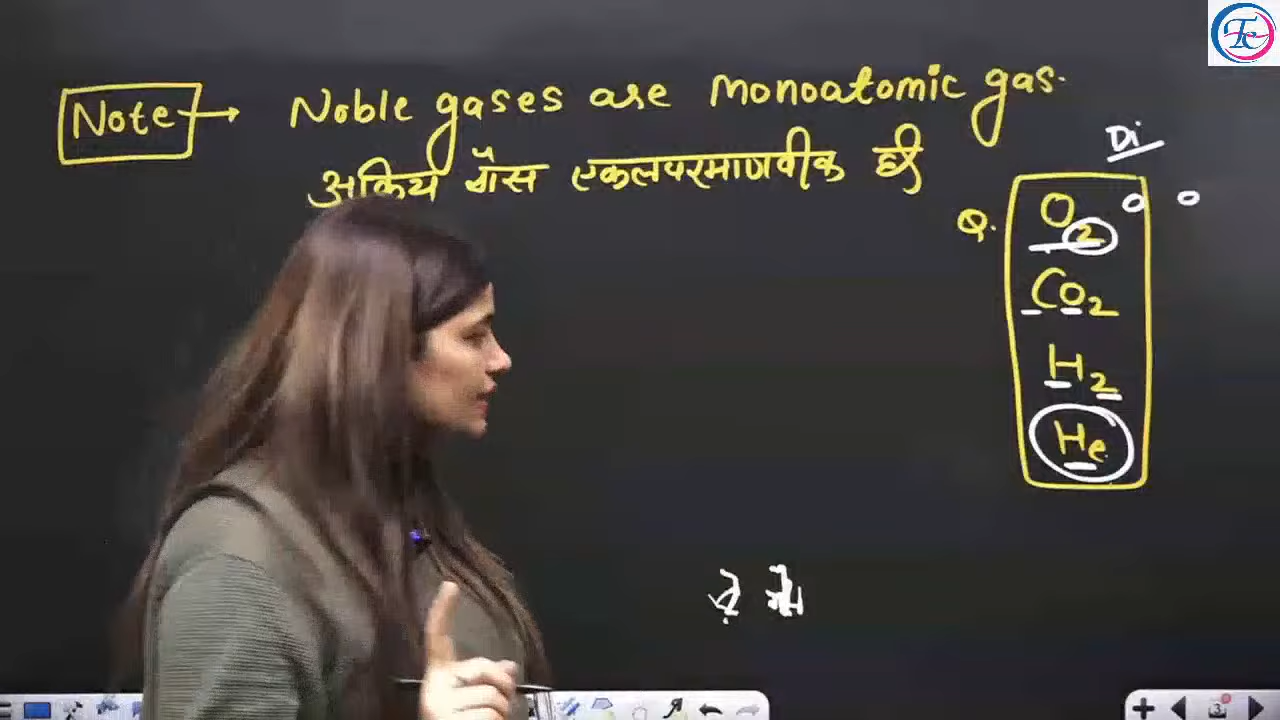 Note → Noble gases are monoatomic gas.
अक्रिय गैस एकलपरमाणवीक हैं
Di
Q. O2 o o
CO2
H2
He